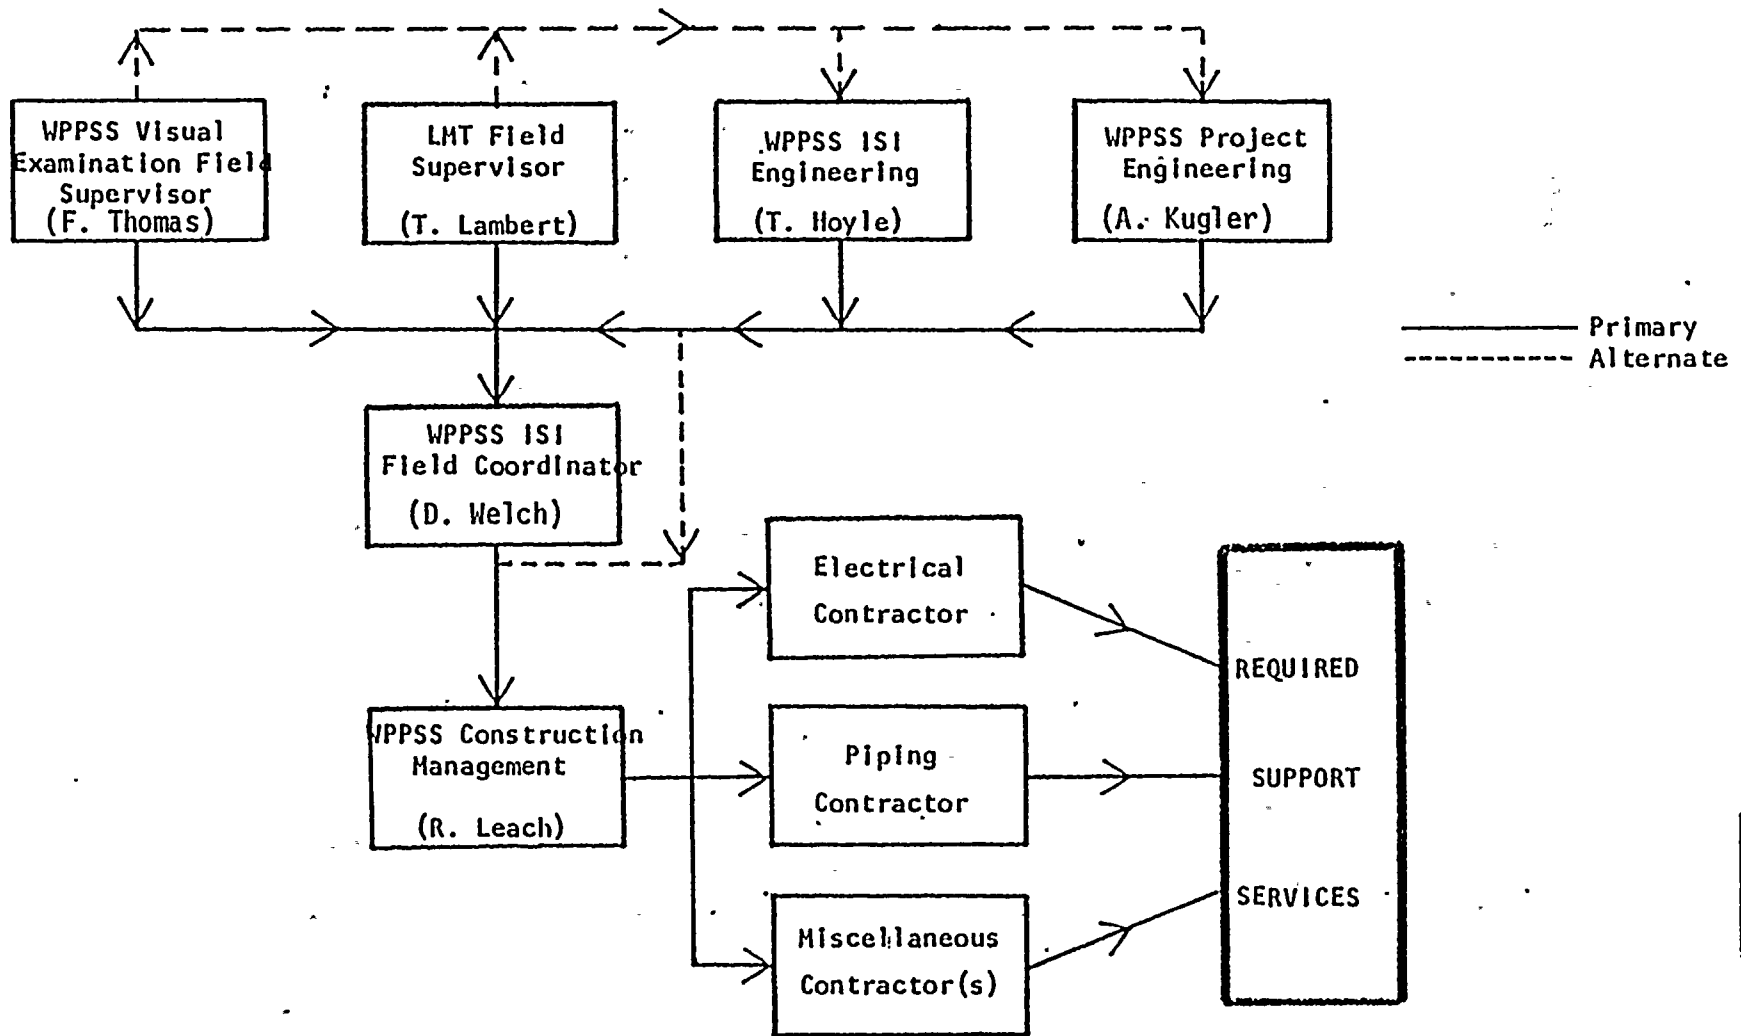 WPPSS Visual
Examination Field
Supervisor
(F. Thomas)
LMT Field
Supervisor
(T. Lambert)
WPPSS ISI
Engineering
(T. Hoyle)
WPPSS Project
Engineering
(A. Kugler)
Primary
Alternate
WPPSS ISI
Field Coordinator
(D. Welch)
Electrical
Contractor
REQUIRED
WPPSS Construction
Management
(R. Leach)
Piping
Contractor
SUPPORT
SERVICES
Miscellaneous
Contractor(s)